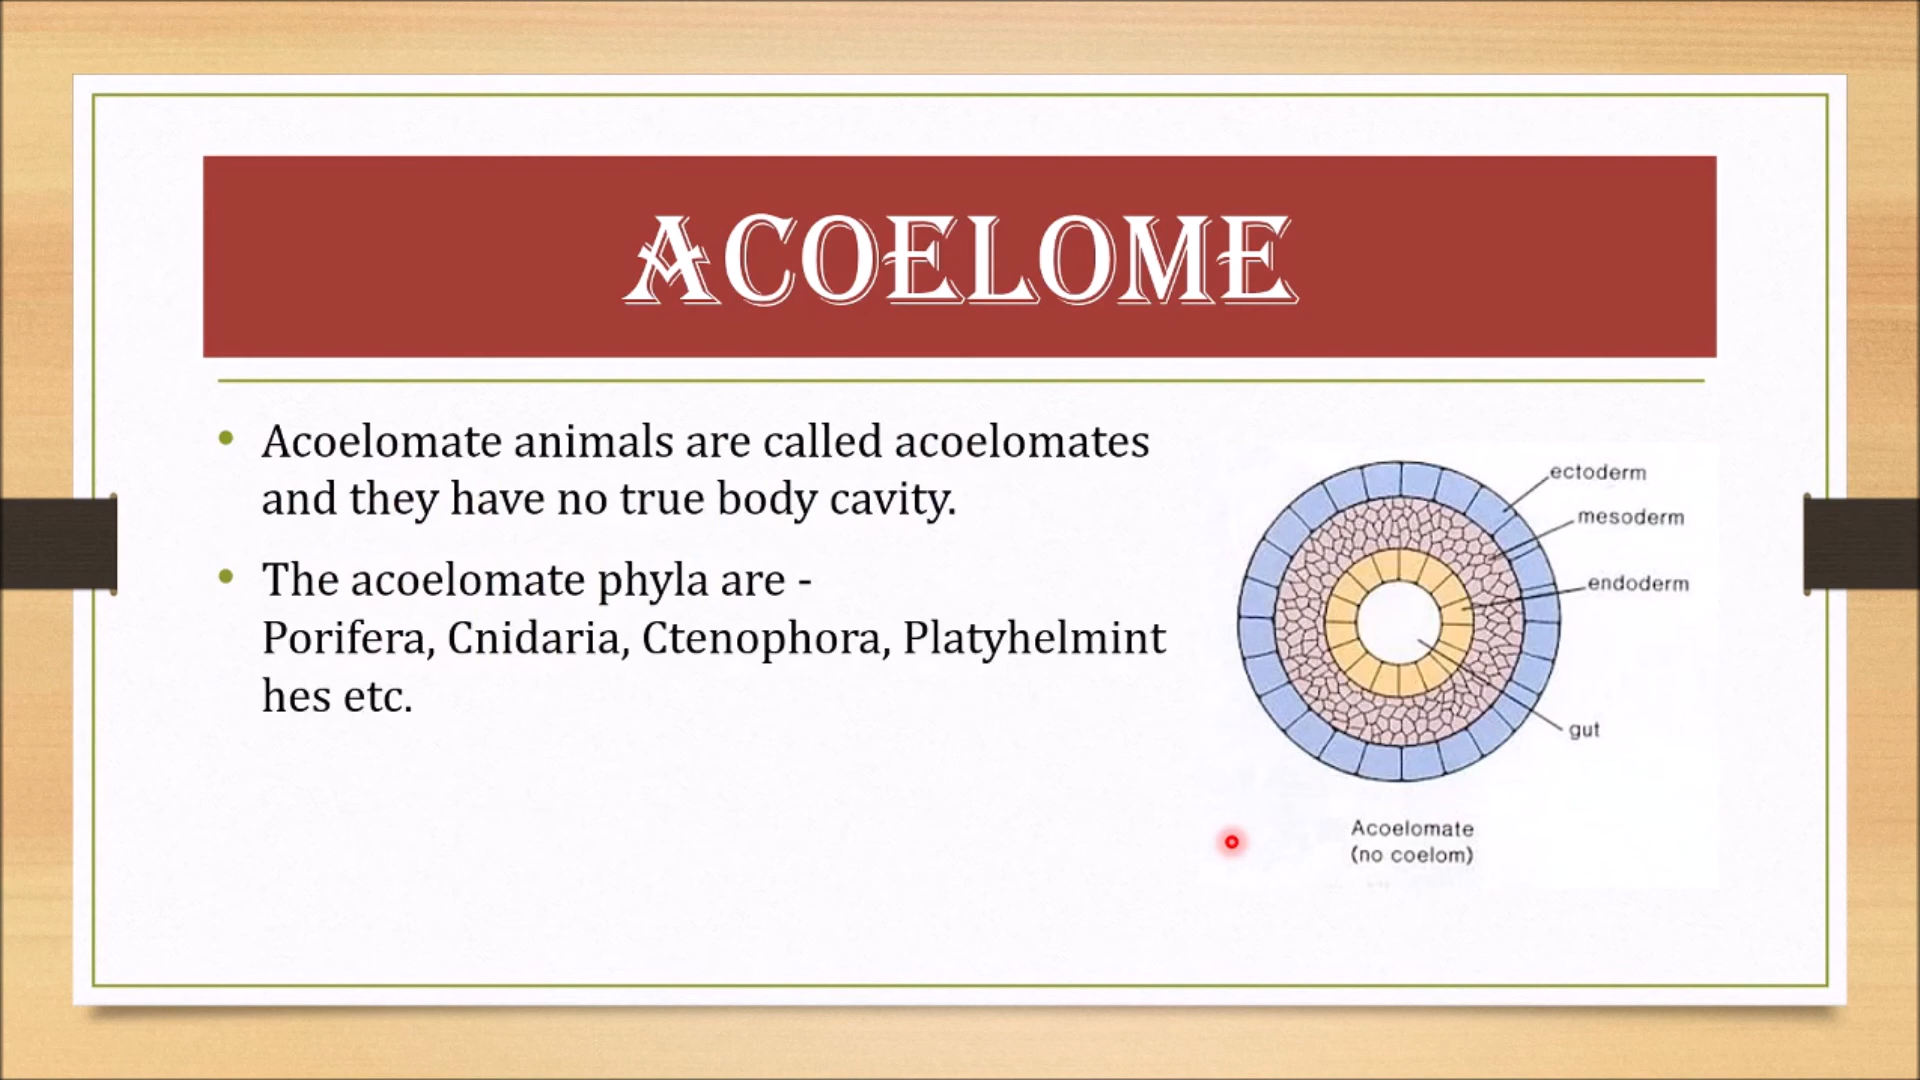 ACOELOME
• Acoelomate animals are called acoelomates
and they have no true body cavity.
• The acoelomate phyla are -
Porifera, Cnidaria, Ctenophora, Platyhelmint
hes etc.
ectoderm
mesoderm
endoderm
gut
Acoelomate
(no coelom)